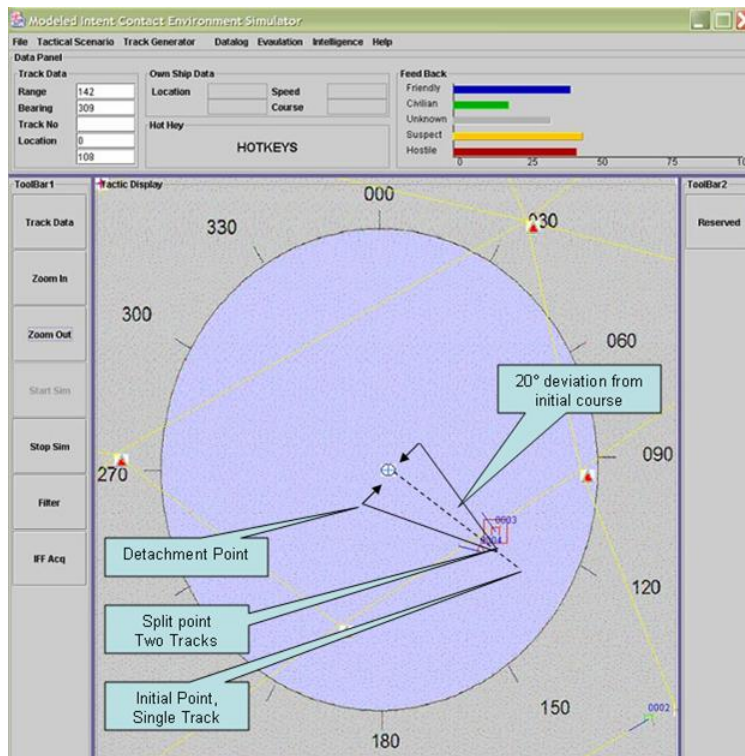 Modeled Intent Contact Environment Simulator
File Tactical Scenario Track Generator Datalog Evaulation Intelligence Help
Data Panel
Track Data
Range 142
Bearing 309
Track No
Location 0
108
Own Ship Data
Location Speed
Course
Hot Hey
HOTKEYS
Feed Back
Friendly
Civilian
Unknown
Suspect
Hostile
0 25 50 75 10
ToolBar1
Track Data
Zoom In
Zoom Out
Start Sim
Stop Sim
Filter
IFF Acq
Tactic Display
000
030
330
300
060
270
090
120
150
180
20° deviation from
initial course
0003
0004
0002
Detachment Point
Split point
Two Tracks
Initial Point,
Single Track
ToolBar2
Reserved